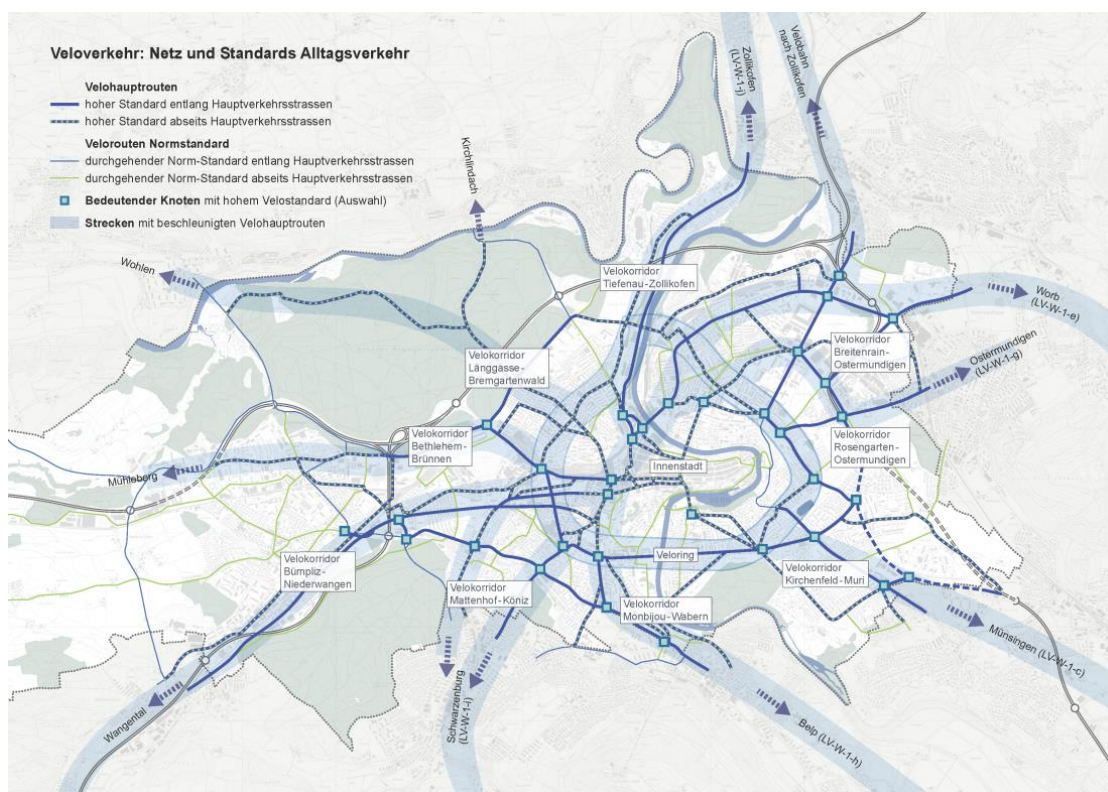 Veloverkehr: Netz und Standards Alltagsverkehr
Velohauptrouten
hoher Standard entlang Hauptverkehrsstrassen
hoher Standard abseits Hauptverkehrsstrassen
Velorouten Normstandard
durchgehender Norm-Standard entlang Hauptverkehrsstrassen
durchgehender Norm-Standard abseits Hauptverkehrsstrassen
Bedeutender Knoten mit hohem Velostandard (Auswahl)
Strecken mit beschleunigten Velohauptrouten
Zollikofen
(LV-W-1-j)
Velobahn
nach Zollikofen
Kirchlindach
Wohlen
Velokorridor
Tiefenau-Zollikofen
Worb
(LV-W-1-e)
Velokorridor
Länggasse-
Bremgartenwald
Velokorridor
Breitenrain-
Ostermundigen
Ostermundigen
(LV-W-1-g)
Velokorridor
Bethlehem-
Brünnen
Velokorridor
Rosengarten-
Ostermundigen
Mühleberg
Innenstadt
Velokorridor
Bümpliz-
Niederwangen
Veloring
Velokorridor
Kirchenfeld-Muri
Velokorridor
Mattenhof-Köniz
Velokorridor
Monbijou-Wabern
Münsingen (LV-W-1-c)
Wangental
Schwarzenburg
(LV-W-1-i)
Belp (LV-W-1-h)